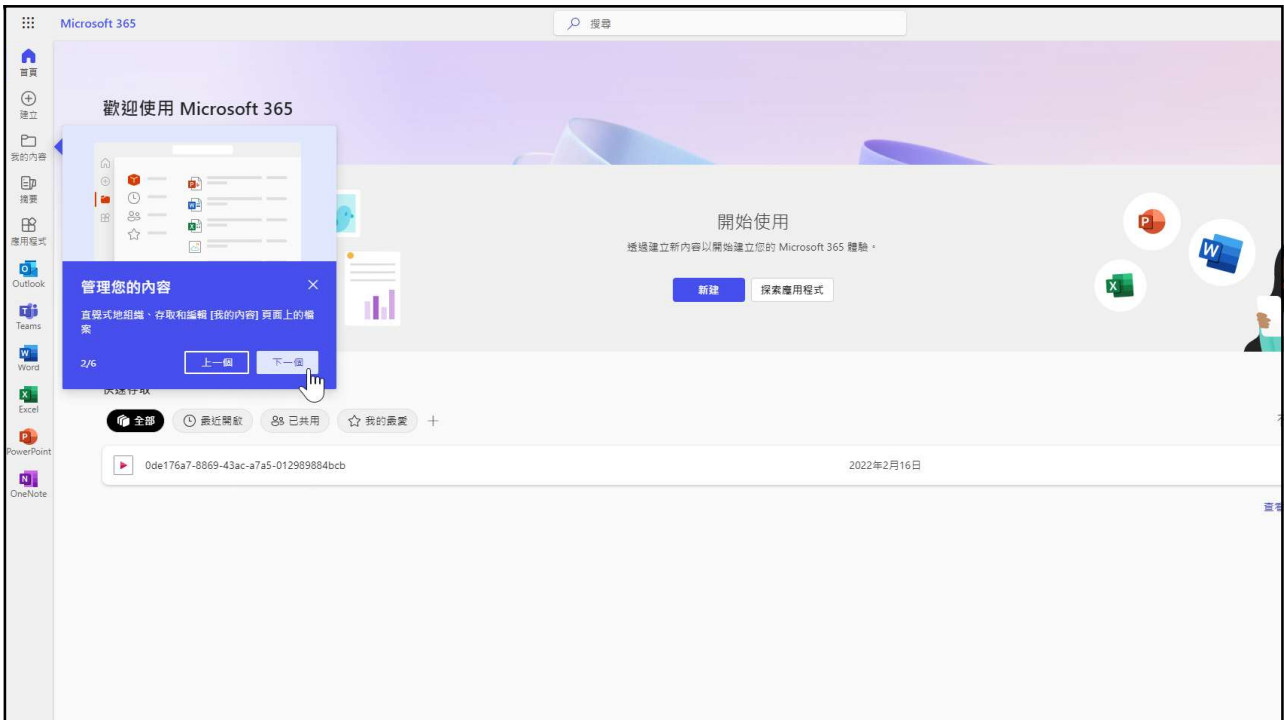 Microsoft 365
搜尋
首頁
建立
我的內容
摘要
應用程式
Outlook
Teams
Word
Excel
PowerPoint
OneNote
歡迎使用 Microsoft 365
管理您的內容
直覺式地組織、存取和編輯 [我的內容] 頁面上的檔
案
2/6
上一個
下一個
開始使用
透過建立新內容以開始建立您的 Microsoft 365 體驗。
新建
探索應用程式
快速存取
全部
最近開啟
已共用
我的最愛
0de176a7-8869-43ac-a7a5-012989884bcb
2022年2月16日
查看